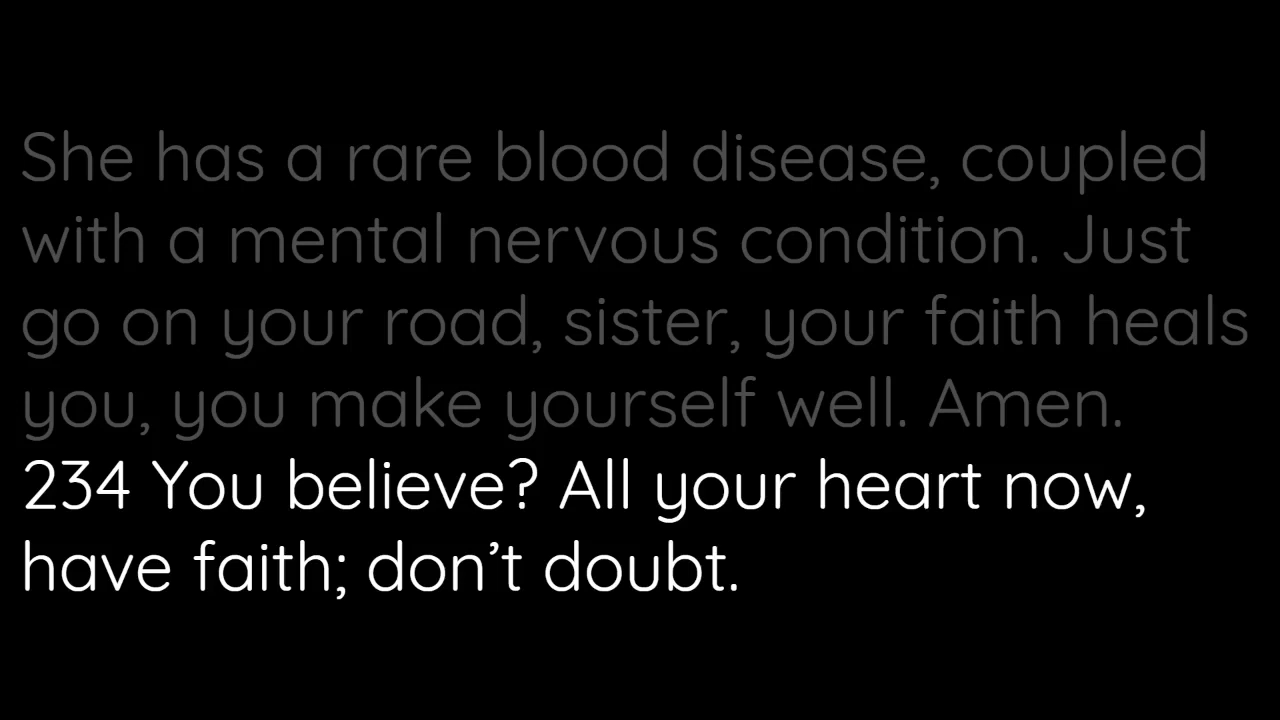 She has a rare blood disease, coupled
with a mental nervous condition. Just
go on your road, sister, your faith heals
you, you make yourself well. Amen.
234 You believe? All your heart now,
have faith; don’t doubt.